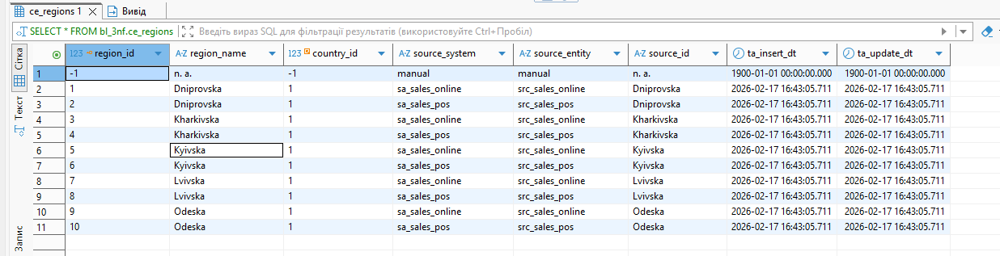 ce_regions 1 Вивід
SELECT * FROM bl_3nf.ce_regions Введіть вираз SQL для фільтрації результатів (використовуйте Ctrl+Пробіл)
Сітка
Текст
Запис
123 region_id A-Z region_name 123 country_id A-Z source_system A-Z source_entity A-Z source_id ta_insert_dt ta_update_dt
1 -1 n. a. -1 manual manual n. a. 1900-01-01 00:00:00.000 1900-01-01 00:00:00.000
2 1 Dniprovska 1 sa_sales_online src_sales_online Dniprovska 2026-02-17 16:43:05.711 2026-02-17 16:43:05.711
3 2 Dniprovska 1 sa_sales_pos src_sales_pos Dniprovska 2026-02-17 16:43:05.711 2026-02-17 16:43:05.711
4 3 Kharkivska 1 sa_sales_online src_sales_online Kharkivska 2026-02-17 16:43:05.711 2026-02-17 16:43:05.711
5 4 Kharkivska 1 sa_sales_pos src_sales_pos Kharkivska 2026-02-17 16:43:05.711 2026-02-17 16:43:05.711
6 5 Kyivska 1 sa_sales_online src_sales_online Kyivska 2026-02-17 16:43:05.711 2026-02-17 16:43:05.711
7 6 Kyivska 1 sa_sales_pos src_sales_pos Kyivska 2026-02-17 16:43:05.711 2026-02-17 16:43:05.711
8 7 Lvivska 1 sa_sales_online src_sales_online Lvivska 2026-02-17 16:43:05.711 2026-02-17 16:43:05.711
9 8 Lvivska 1 sa_sales_pos src_sales_pos Lvivska 2026-02-17 16:43:05.711 2026-02-17 16:43:05.711
10 9 Odeska 1 sa_sales_online src_sales_online Odeska 2026-02-17 16:43:05.711 2026-02-17 16:43:05.711
11 10 Odeska 1 sa_sales_pos src_sales_pos Odeska 2026-02-17 16:43:05.711 2026-02-17 16:43:05.711